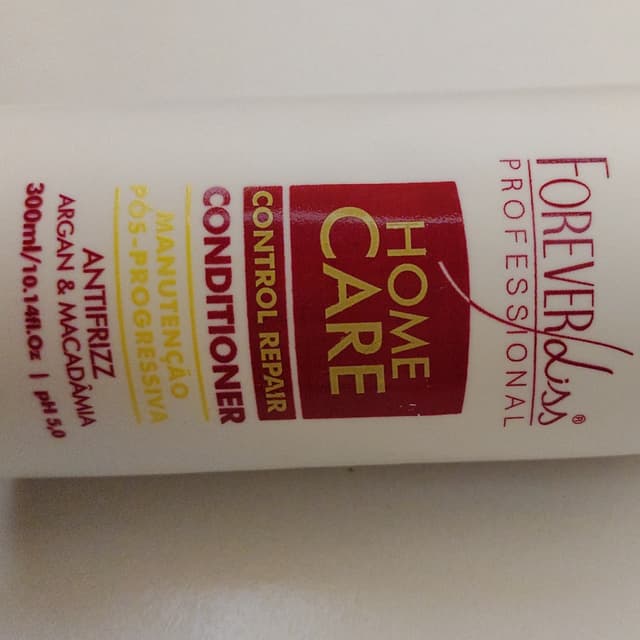 FOREVERliss®
PROFESSIONAL
HOME
CARE
CONTROL REPAIR
CONDITIONER
MANUTENÇÃO
PÓS-PROGRESSIVA
ANTIFRIZZ
ARGAN & MACADÂMIA
300ml/10.14fl.Oz | pH 5,0